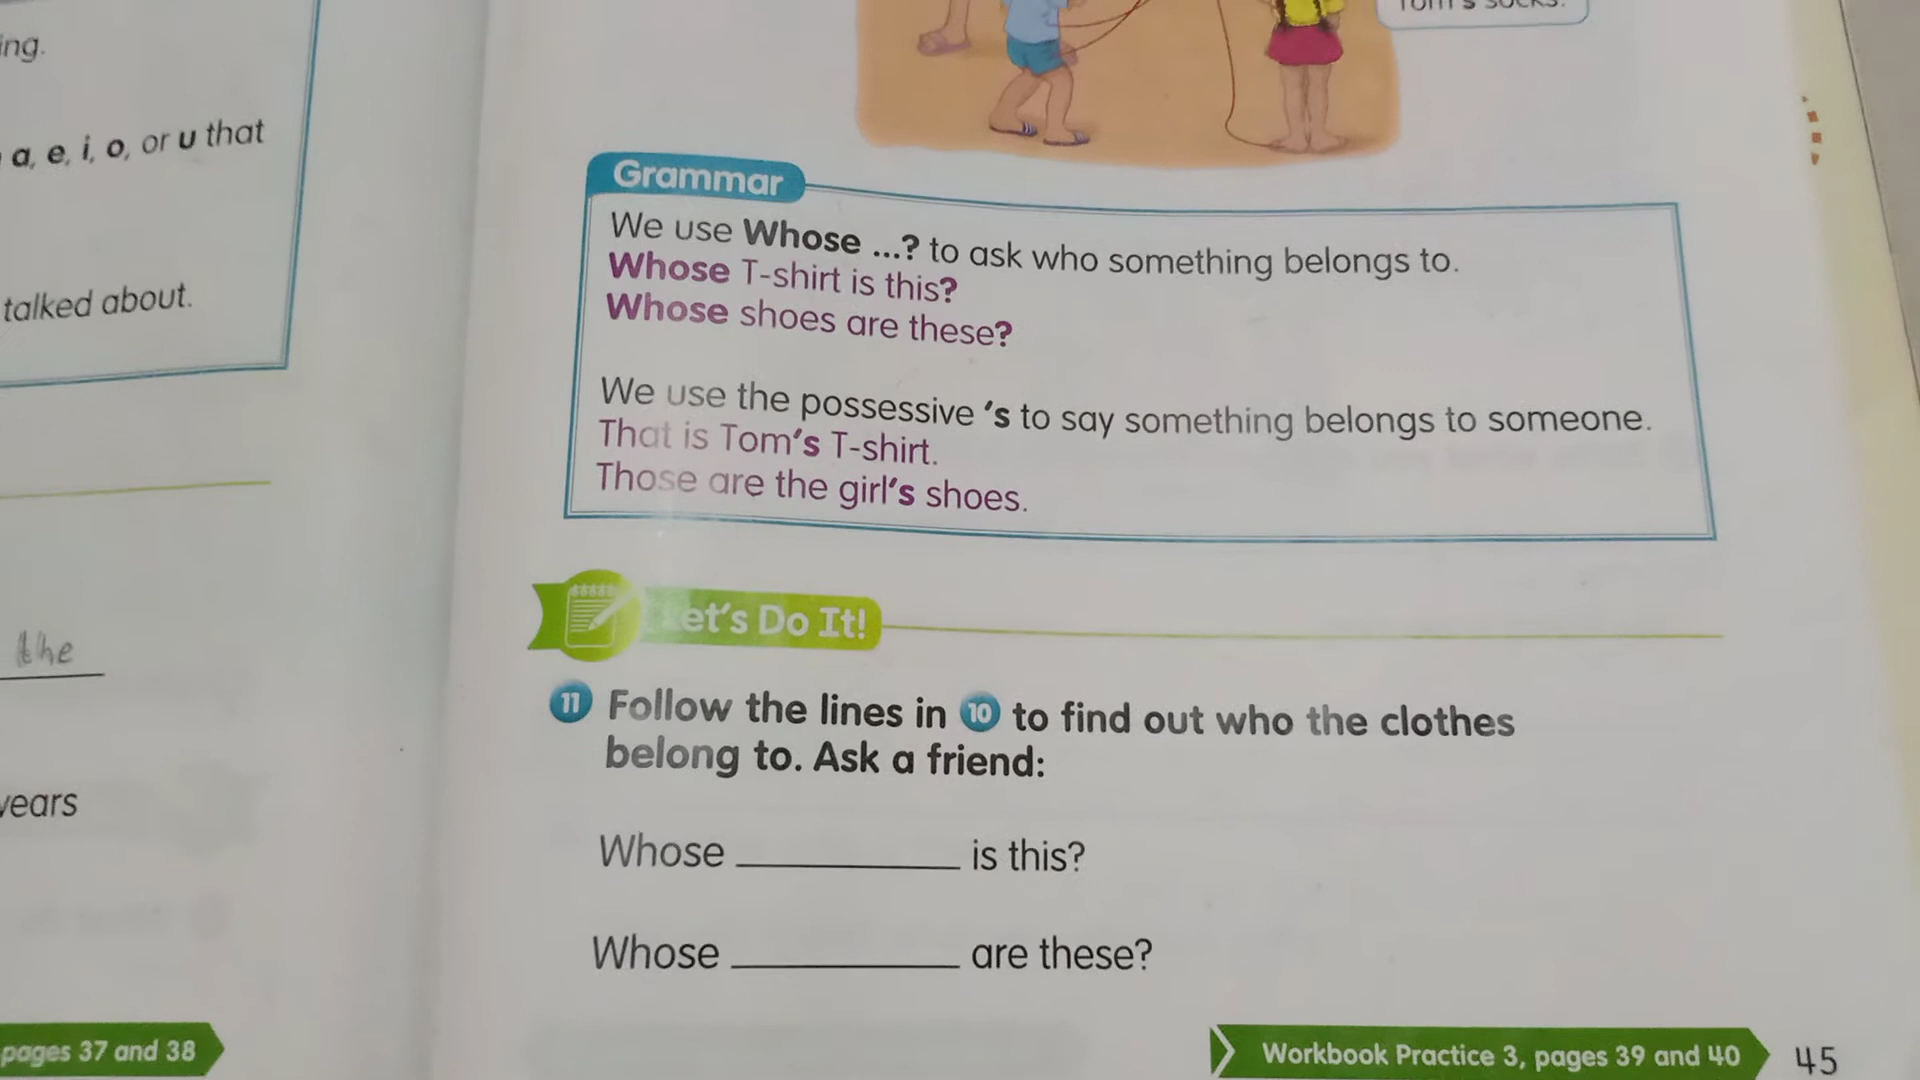 ing.
a, e, i, o, or u that
talked about.
the
pages 37 and 38
Tom's socks.
Grammar
We use Whose ...? to ask who something belongs to.
Whose T-shirt is this?
Whose shoes are these?
We use the possessive 's to say something belongs to someone.
That is Tom's T-shirt.
Those are the girl's shoes.
Let's Do It!
11 Follow the lines in 10 to find out who the clothes
belong to. Ask a friend:
Whose __________ is this?
Whose __________ are these?
Workbook Practice 3, pages 39 and 40
45